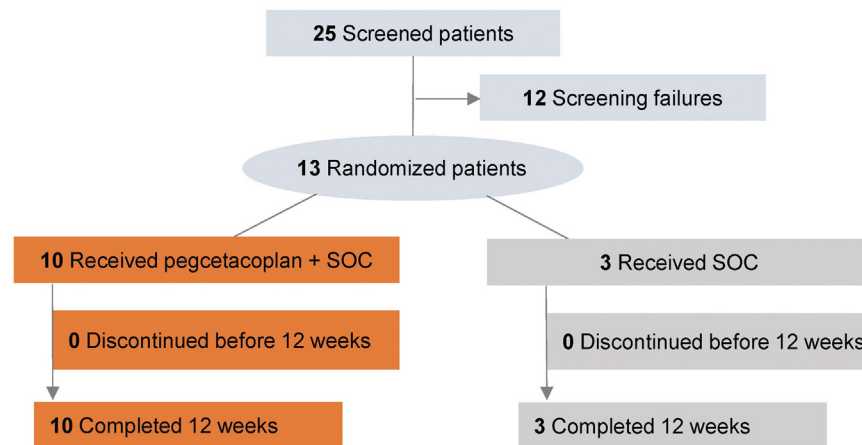 25 Screened patients
12 Screening failures
13 Randomized patients
10 Received pegcetacoplan + SOC
3 Received SOC
0 Discontinued before 12 weeks
0 Discontinued before 12 weeks
10 Completed 12 weeks
3 Completed 12 weeks